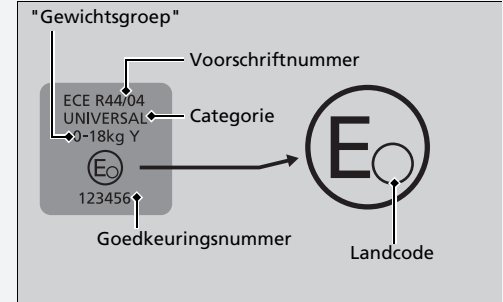 "Gewichtsgroep"
Voorschriftnummer
ECE R44/04
UNIVERSAL
Categorie
0-18kg Y
E
E
123456
Goedkeuringsnummer
Landcode